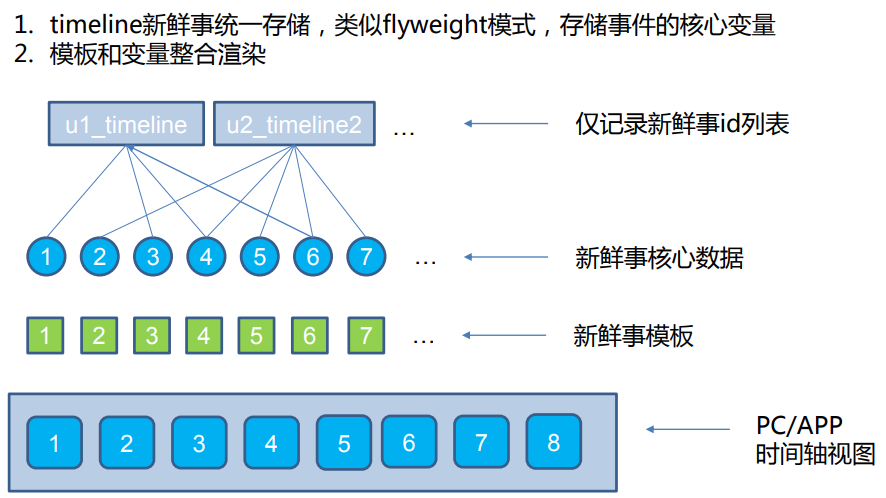 1. timeline新鲜事统一存储，类似flyweight模式，存储事件的核心变量
2. 模板和变量整合渲染
u1_timeline u2_timeline2 … 仅记录新鲜事id列表
1 2 3 4 5 6 7 … 新鲜事核心数据
1 2 3 4 5 6 7 … 新鲜事模板
1 2 3 4 5 6 7 8
PC/APP
时间轴视图